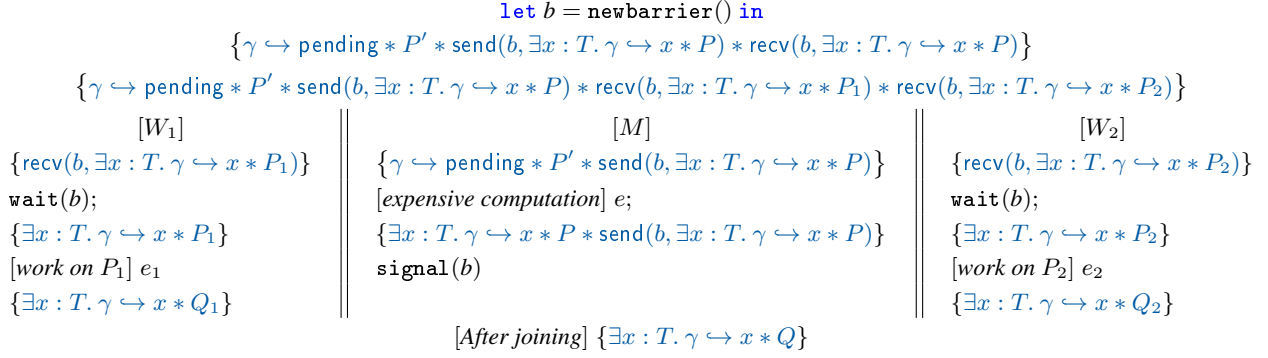 let b = newbarrier() in
{γ ↪ pending ∗ P′ ∗ send(b, ∃x : T. γ ↪ x ∗ P) ∗ recv(b, ∃x : T. γ ↪ x ∗ P)}
{γ ↪ pending ∗ P′ ∗ send(b, ∃x : T. γ ↪ x ∗ P) ∗ recv(b, ∃x : T. γ ↪ x ∗ P₁) ∗ recv(b, ∃x : T. γ ↪ x ∗ P₂)}
[W₁]
{recv(b, ∃x : T. γ ↪ x ∗ P₁)}
wait(b);
{∃x : T. γ ↪ x ∗ P₁}
[work on P₁] e₁
{∃x : T. γ ↪ x ∗ Q₁}
[M]
{γ ↪ pending ∗ P′ ∗ send(b, ∃x : T. γ ↪ x ∗ P)}
[expensive computation] e;
{∃x : T. γ ↪ x ∗ P ∗ send(b, ∃x : T. γ ↪ x ∗ P)}
signal(b)
[W₂]
{recv(b, ∃x : T. γ ↪ x ∗ P₂)}
wait(b);
{∃x : T. γ ↪ x ∗ P₂}
[work on P₂] e₂
{∃x : T. γ ↪ x ∗ Q₂}
[After joining] {∃x : T. γ ↪ x ∗ Q}